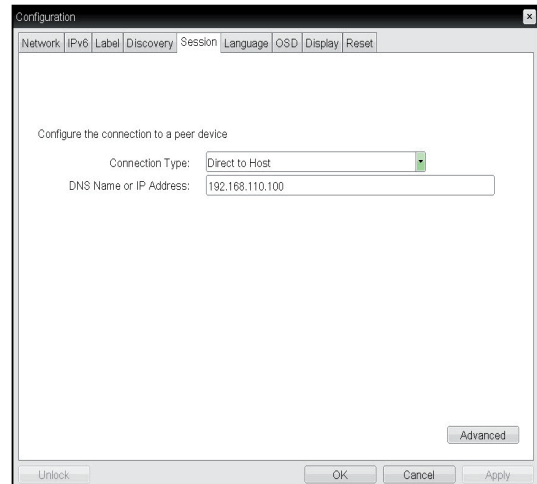 Configuration
Network IPv6 Label Discovery Session Language OSD Display Reset
Configure the connection to a peer device
Connection Type: Direct to Host
DNS Name or IP Address: 192.168.110.100
Advanced
Unlock OK Cancel Apply